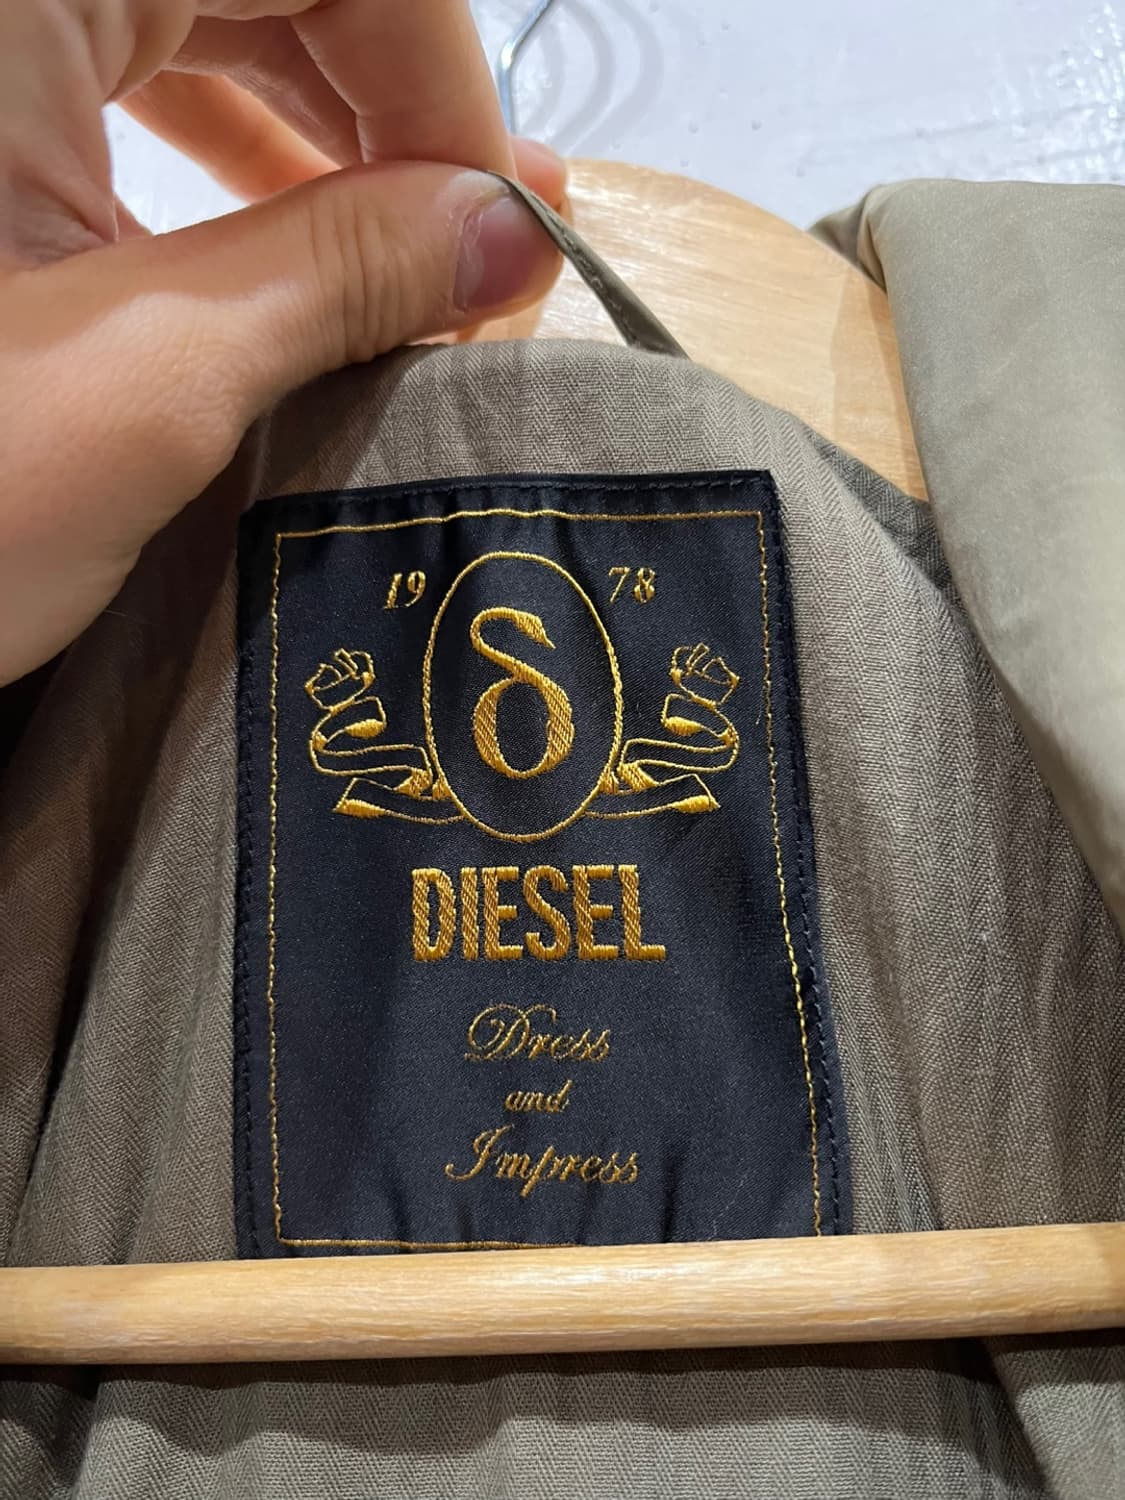 19 78
δ
DIESEL
Dress
and
Impress